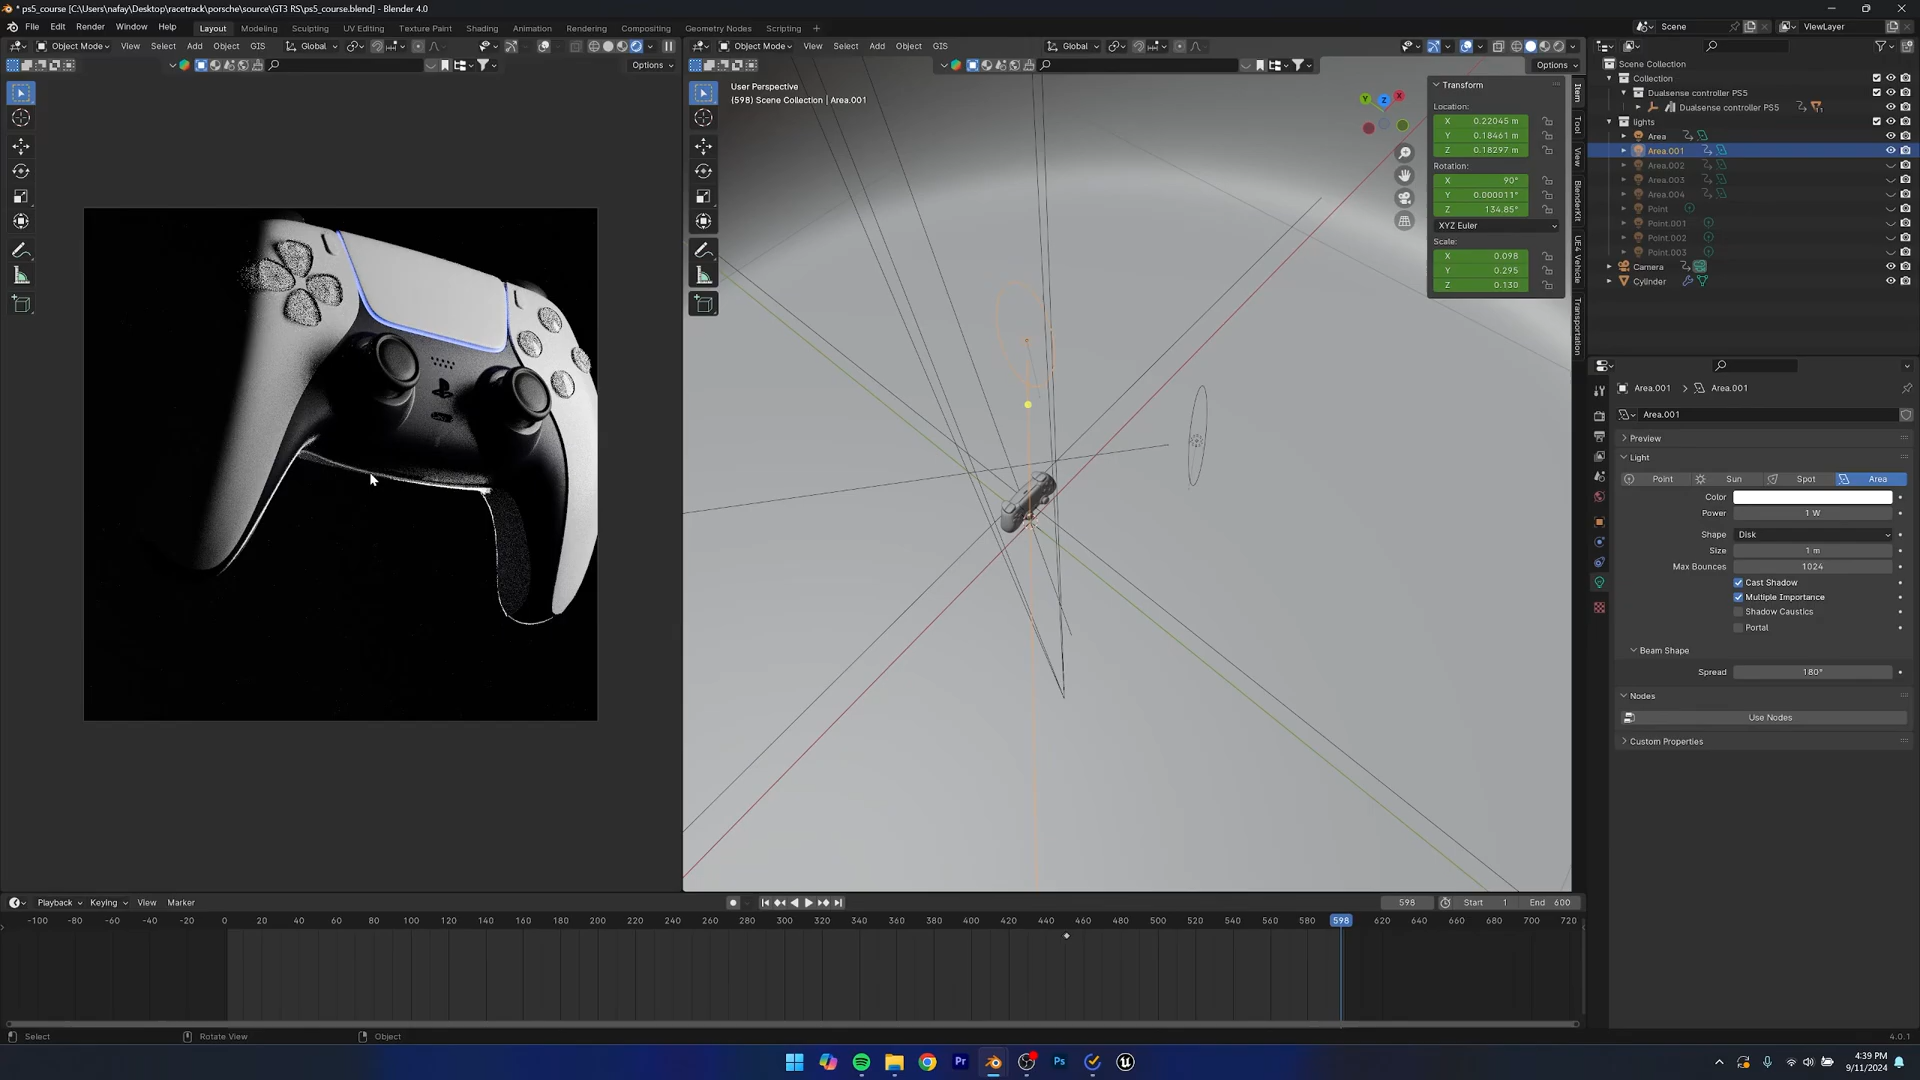 * ps5_course [C:\Users\nafay\Desktop\racetrack\porsche\source\GT3 RS\ps5_course.blend] - Blender 4.0
File Edit Render Window Help
Layout Modeling Sculpting UV Editing Texture Paint Shading Animation Rendering Compositing Geometry Nodes Scripting
Scene ViewLayer
Object Mode View Select Add Object GIS Global
Object Mode View Select Add Object GIS Global
Options
Options
User Perspective
(598) Scene Collection | Area.001
Transform
Location:
X 0.22045 m
Y 0.18461 m
Z 0.18297 m
Rotation:
X 90°
Y 0.000011°
Z 134.85°
XYZ Euler
Scale:
X 0.098
Y 0.295
Z 0.130
Item
Tool
View
BlenderKit
UE4 Vehicle
Transportation
Y Z X
Scene Collection
Collection
Dualsense controller PS5
Dualsense controller PS5
lights
Area
Area.001
Area.002
Area.003
Area.004
Point
Point.001
Point.002
Point.003
Camera
Cylinder
Area.001 > Area.001
Area.001
Preview
Light
Point Sun Spot Area
Color
Power 1 W
Shape Disk
Size 1 m
Max Bounces 1024
Cast Shadow
Multiple Importance
Shadow Caustics
Portal
Beam Shape
Spread 180°
Nodes
Use Nodes
Custom Properties
Playback Keying View Marker
598 Start 1 End 600
-100 -80 -60 -40 -20 0 20 40 60 80 100 120 140 160 180 200 220 240 260 280 300 320 340 360 380 400 420 440 460 480 500 520 540 560 580 598 620 640 660 680 700 720
Select Rotate View Object
4.0.1
Pr Ps
4:39 PM
9/11/2024